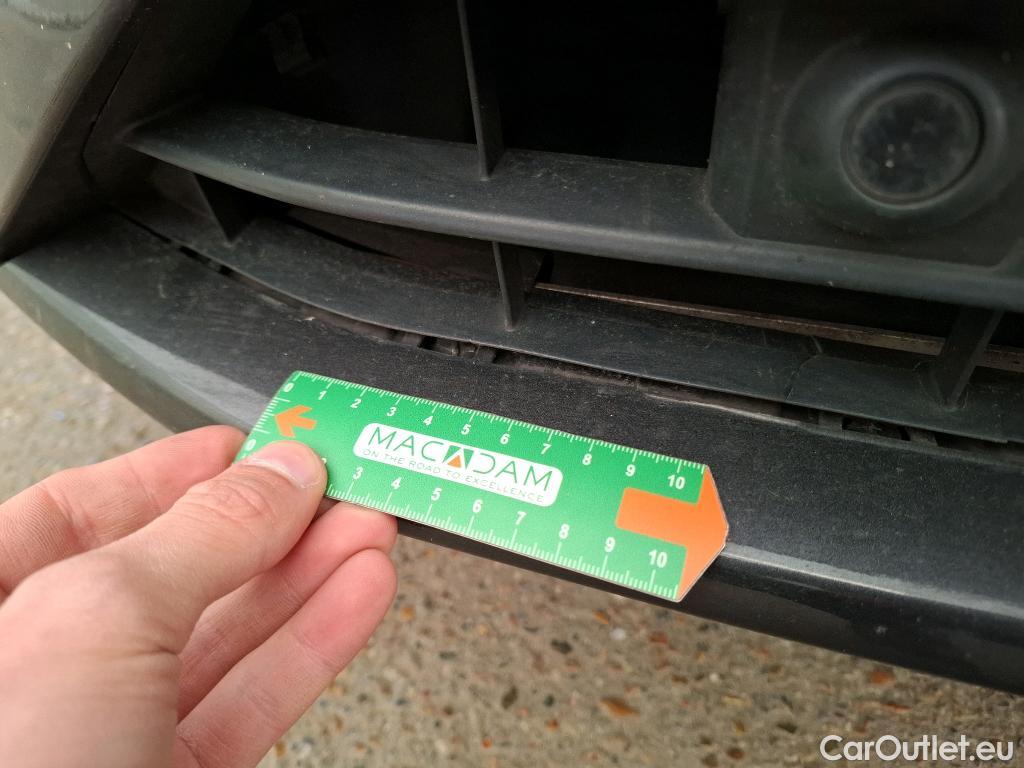 0 1 2 3 4 5 6 7 8 9 10
MACADAM
ON THE ROAD TO EXCELLENCE
0 3 4 5 6 7 8 9 10
CarOutlet.eu